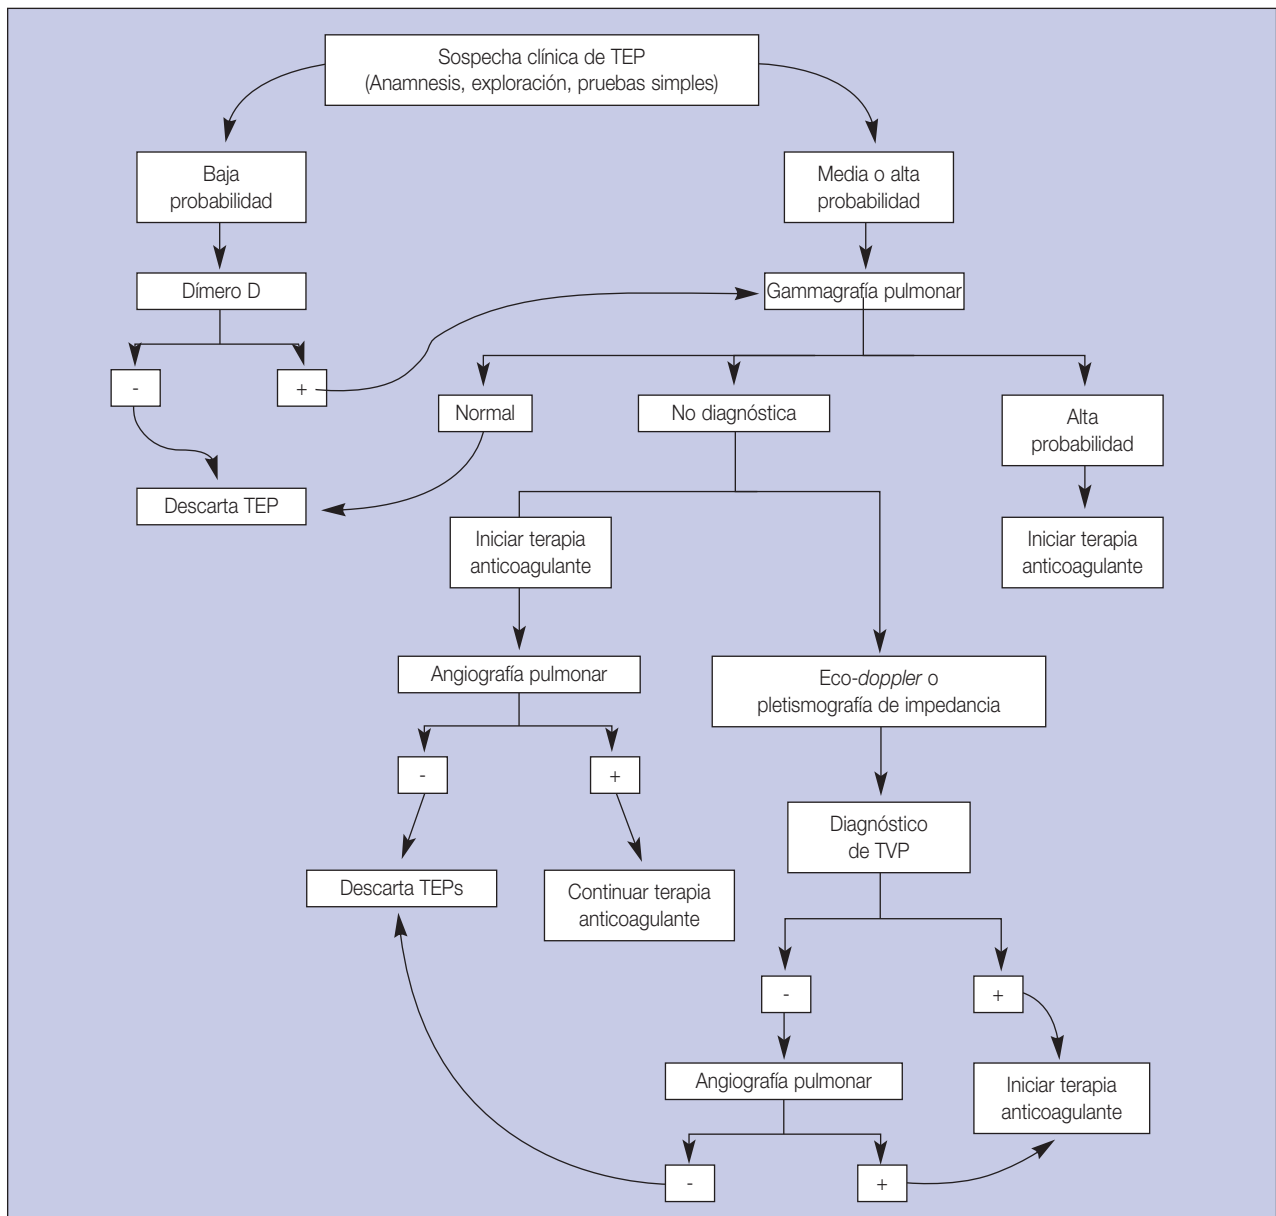 Sospecha clínica de TEP
(Anamnesis, exploración, pruebas simples)
Baja
probabilidad
Media o alta
probabilidad
Dímero D
Gammagrafía pulmonar
-
+
Normal
No diagnóstica
Alta
probabilidad
Descarta TEP
Iniciar terapia
anticoagulante
Iniciar terapia
anticoagulante
Angiografía pulmonar
Eco-doppler o
pletismografía de impedancia
-
+
Diagnóstico
de TVP
Descarta TEPs
Continuar terapia
anticoagulante
-
+
Angiografía pulmonar
Iniciar terapia
anticoagulante
-
+